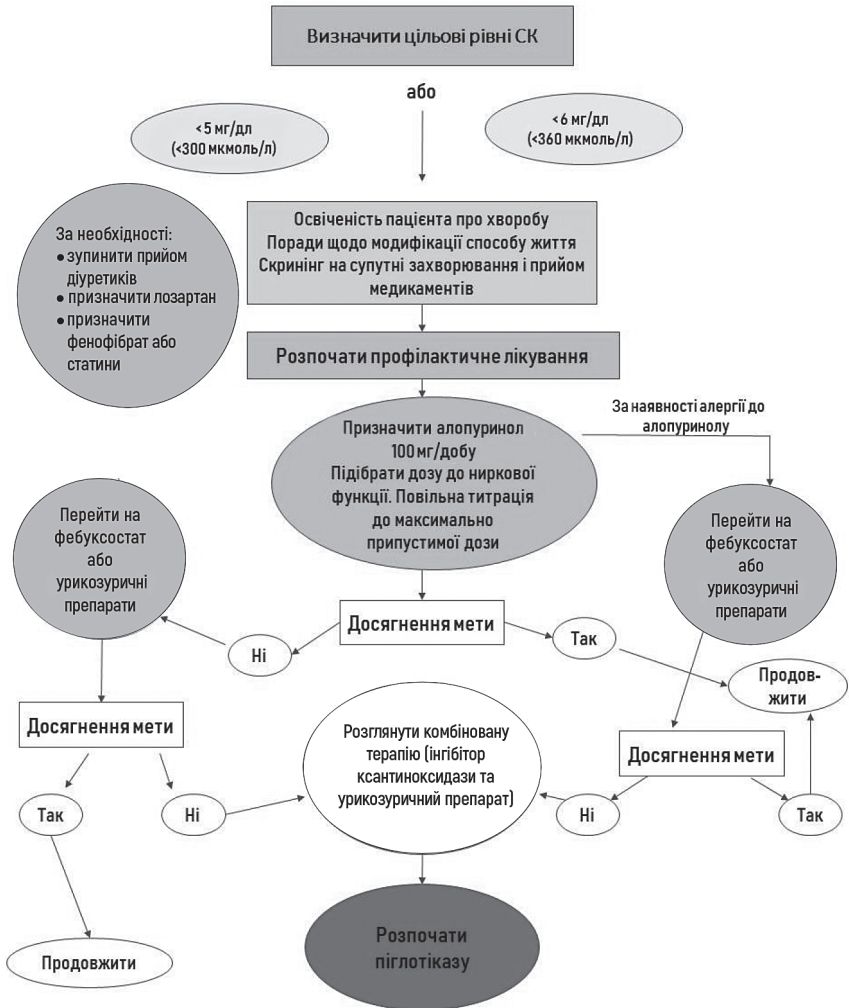 Визначити цільові рівні СК
або
<5 мг/дл
(<300 мкмоль/л)
<6 мг/дл
(<360 мкмоль/л)
За необхідності:
● зупинити прийом
діуретиків
● призначити лозартан
● призначити
фенофібрат або
статини
Освіченість пацієнта про хворобу
Поради щодо модифікації способу життя
Скринінг на супутні захворювання і прийом
медикаментів
Розпочати профілактичне лікування
Призначити алопуринол
100 мг/добу
Підібрати дозу до ниркової
функції. Повільна титрація
до максимально
припустимої дози
За наявності алергії до
алопуринолу
Перейти на
фебуксостат
або
урикозуричні
препарати
Перейти на
фебуксостат
або
урикозуричні
препарати
Досягнення мети
Ні
Так
Продов-
жити
Досягнення мети
Розглянути комбіновану
терапію (інгібітор
ксантиноксидази та
урикозуричний препарат)
Досягнення мети
Так
Ні
Ні
Так
Продовжити
Розпочати
піглотіказу